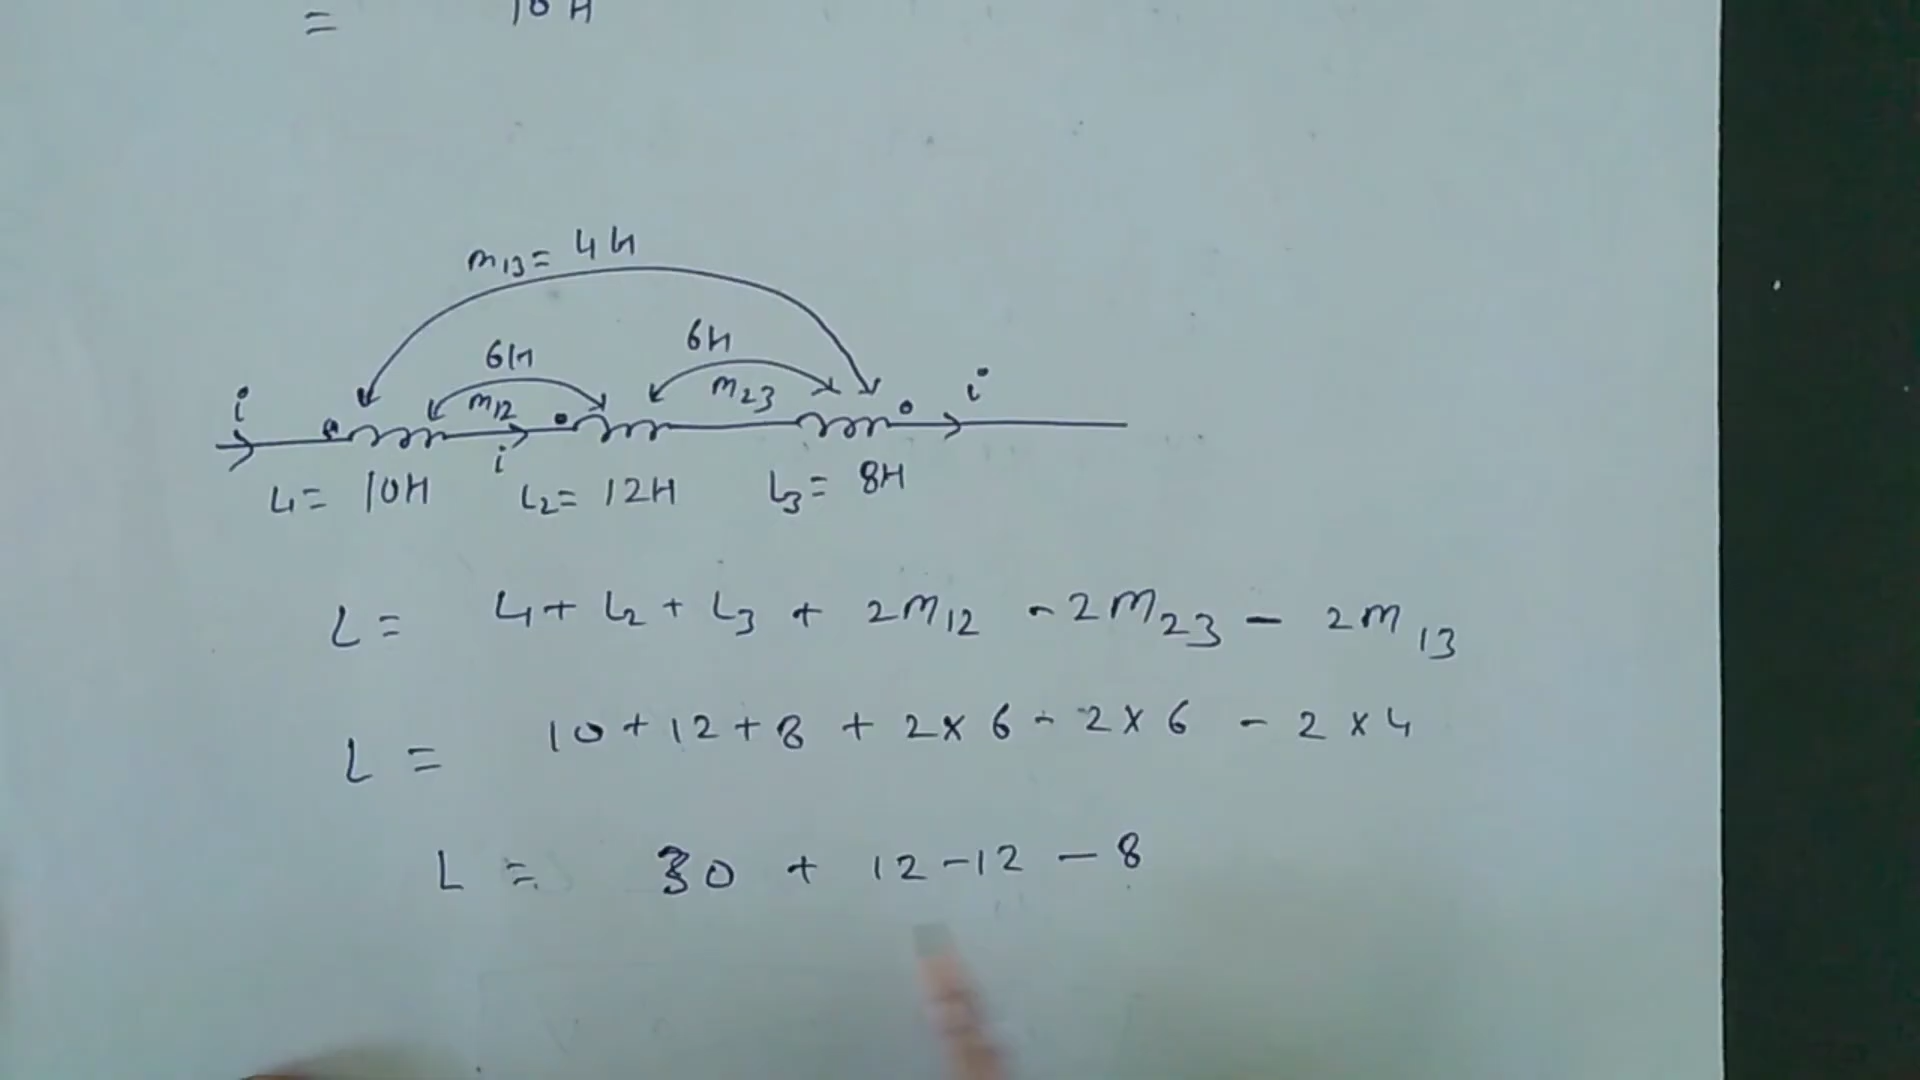 = 10 H
m13 = 4H
6H 6H
i m12 m23 i
i
L1 = 10H L2 = 12H L3 = 8H
L = L1 + L2 + L3 + 2m12 - 2m23 - 2m13
L = 10 + 12 + 8 + 2 x 6 - 2 x 6 - 2 x 4
L = 30 + 12 - 12 - 8